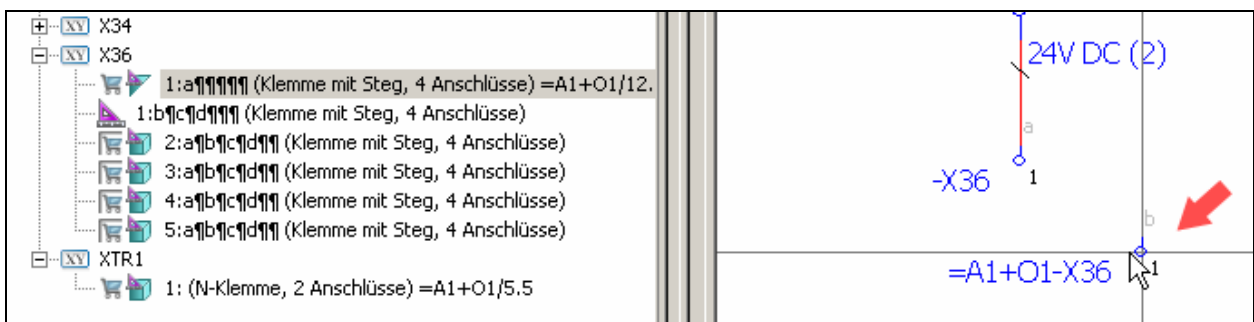 XY X34
XY X36
1:a¶¶¶¶¶ (Klemme mit Steg, 4 Anschlüsse) =A1+O1/12.
1:b¶c¶d¶¶¶ (Klemme mit Steg, 4 Anschlüsse)
2:a¶b¶c¶d¶¶ (Klemme mit Steg, 4 Anschlüsse)
3:a¶b¶c¶d¶¶ (Klemme mit Steg, 4 Anschlüsse)
4:a¶b¶c¶d¶¶ (Klemme mit Steg, 4 Anschlüsse)
5:a¶b¶c¶d¶¶ (Klemme mit Steg, 4 Anschlüsse)
XY XTR1
1: (N-Klemme, 2 Anschlüsse) =A1+O1/5.5
24V DC (2)
a
-X36 1
b
=A1+O1-X36 1